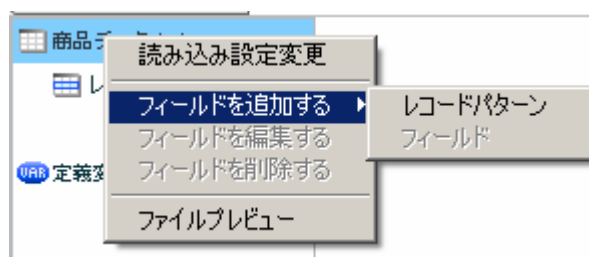 商品デ
読み込み設定変更
レ
フィールドを追加する
レコードパターン
フィールドを編集する
フィールド
VAR 定義変
フィールドを削除する
ファイルプレビュー